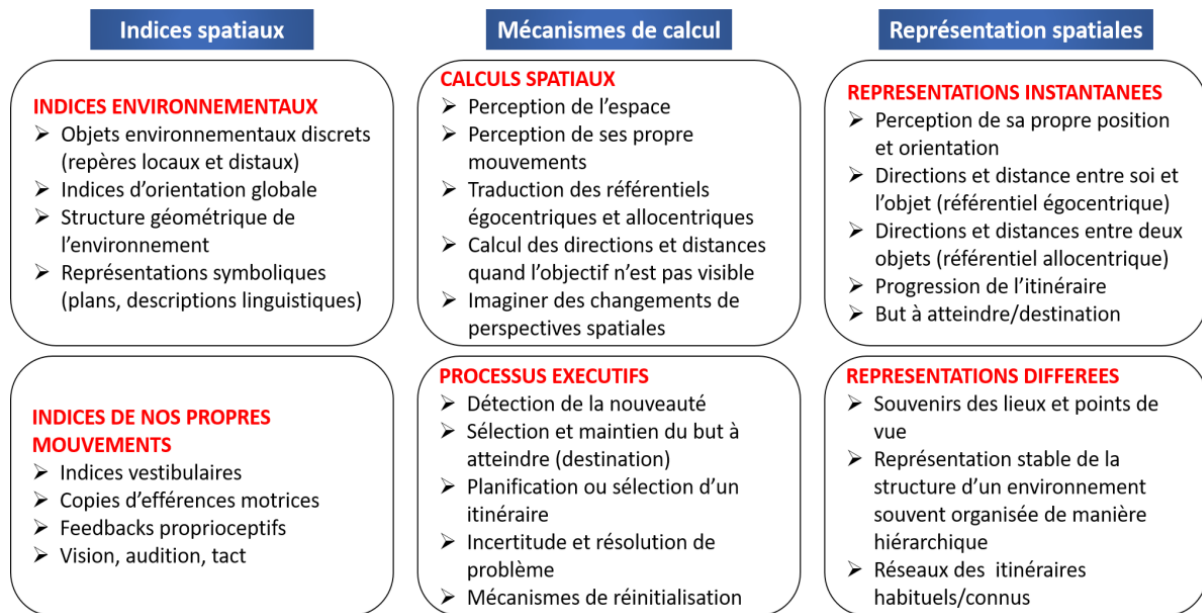 Indices spatiaux
INDICES ENVIRONNEMENTAUX
➢ Objets environnementaux discrets
(repères locaux et distaux)
➢ Indices d'orientation globale
➢ Structure géométrique de
l'environnement
➢ Représentations symboliques
(plans, descriptions linguistiques)
INDICES DE NOS PROPRES
MOUVEMENTS
➢ Indices vestibulaires
➢ Copies d'efférences motrices
➢ Feedbacks proprioceptifs
➢ Vision, audition, tact
Mécanismes de calcul
CALCULS SPATIAUX
➢ Perception de l'espace
➢ Perception de ses propre
mouvements
➢ Traduction des référentiels
égocentriques et allocentriques
➢ Calcul des directions et distances
quand l'objectif n'est pas visible
➢ Imaginer des changements de
perspectives spatiales
PROCESSUS EXECUTIFS
➢ Détection de la nouveauté
➢ Sélection et maintien du but à
atteindre (destination)
➢ Planification ou sélection d'un
itinéraire
➢ Incertitude et résolution de
problème
➢ Mécanismes de réinitialisation
Représentation spatiales
REPRESENTATIONS INSTANTANEES
➢ Perception de sa propre position
et orientation
➢ Directions et distance entre soi et
l'objet (référentiel égocentrique)
➢ Directions et distances entre deux
objets (référentiel allocentrique)
➢ Progression de l'itinéraire
➢ But à atteindre/destination
REPRESENTATIONS DIFFEREES
➢ Souvenirs des lieux et points de
vue
➢ Représentation stable de la
structure d'un environnement
souvent organisée de manière
hiérarchique
➢ Réseaux des itinéraires
habituels/connus